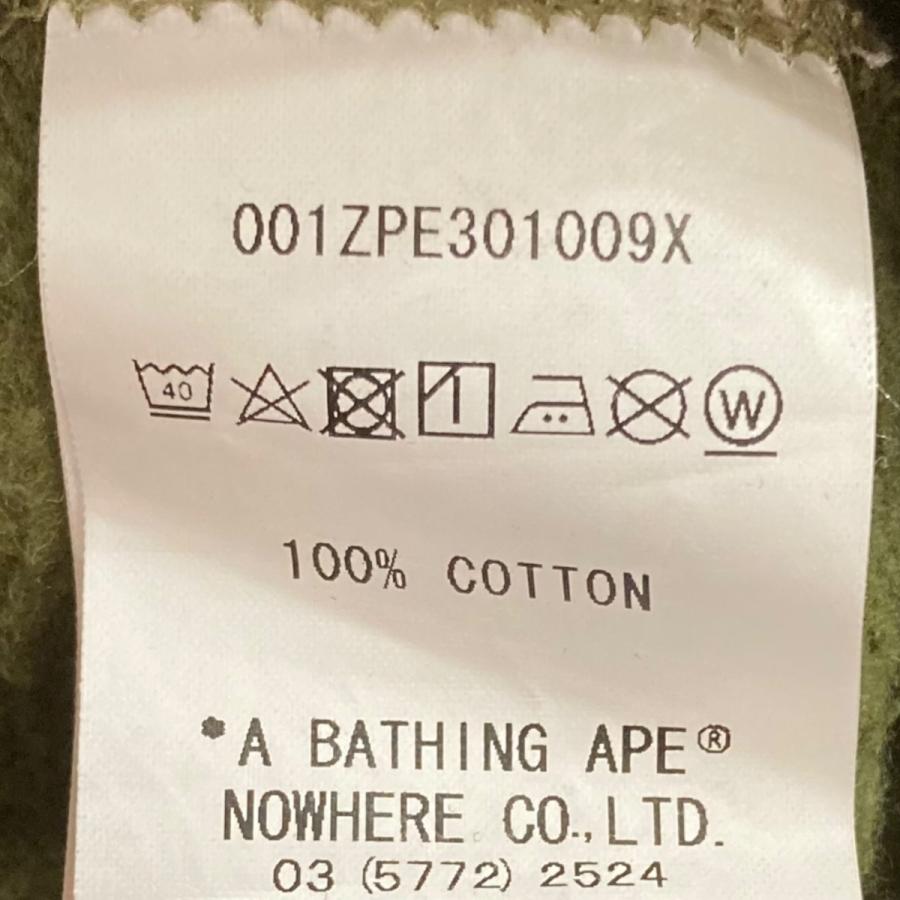 001ZPE301009X
40 W
100% COTTON
*A BATHING APE®
NOWHERE CO.,LTD.
03 (5772) 2524